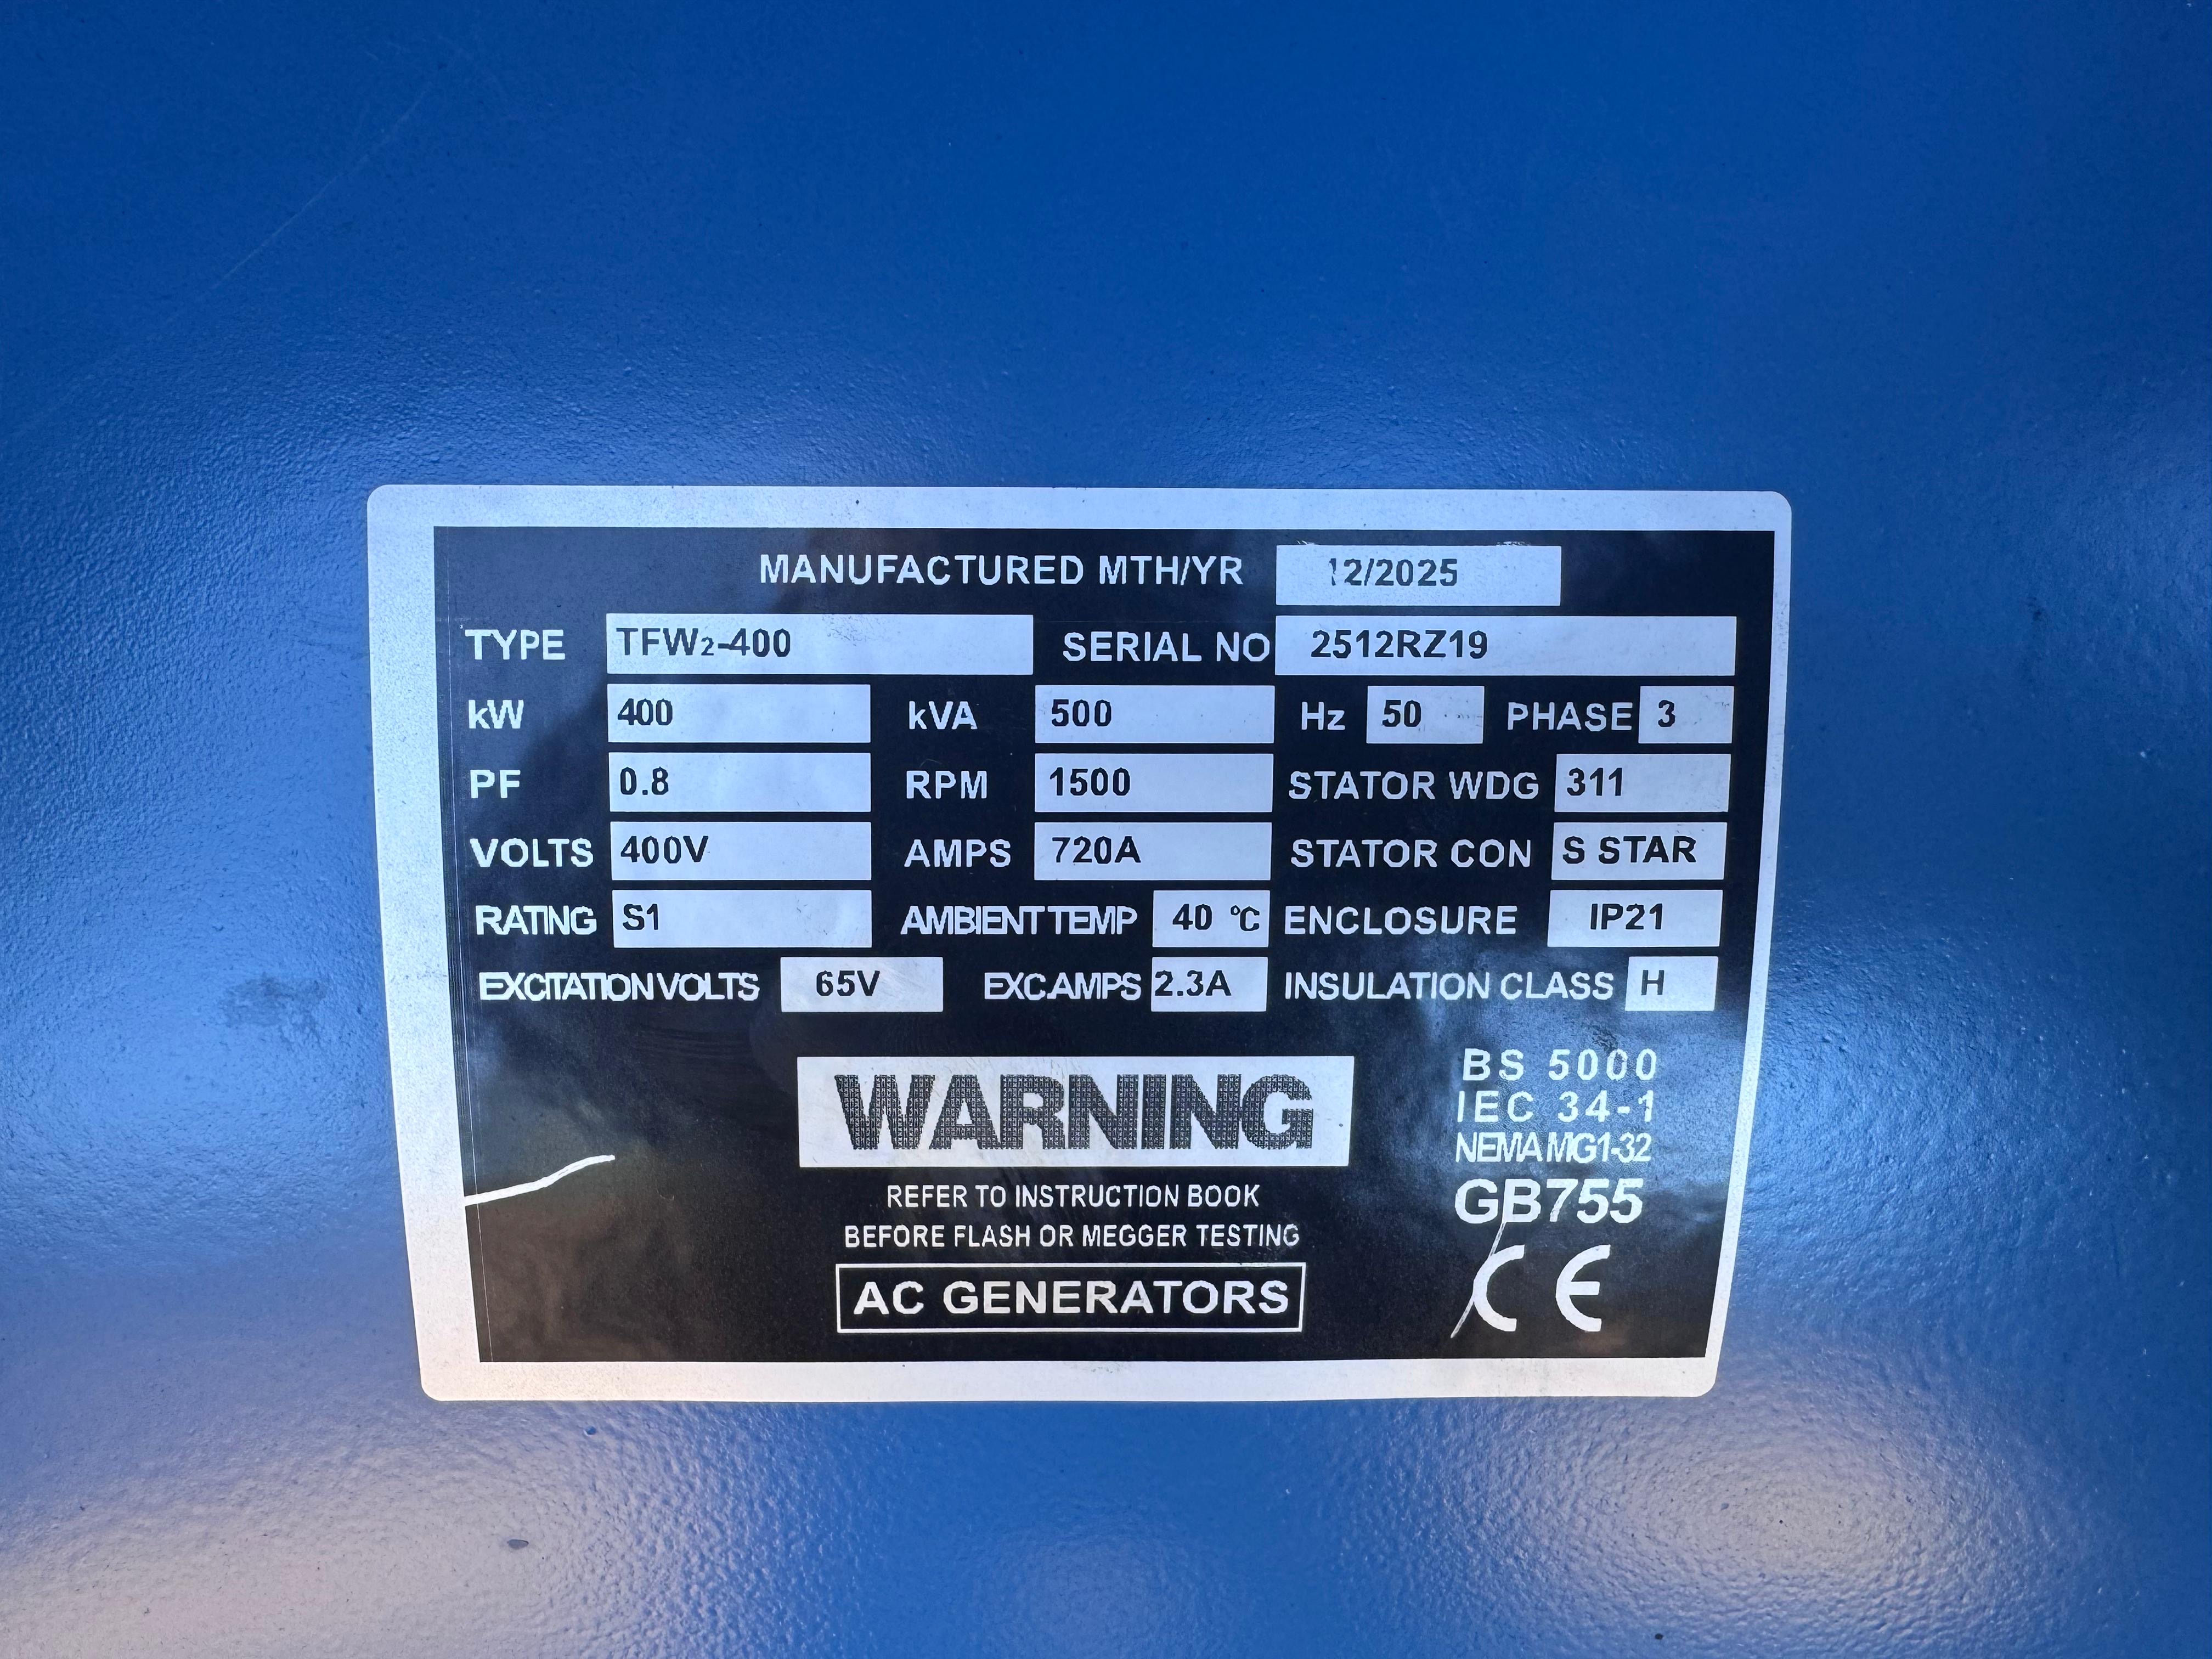 MANUFACTURED MTH/YR 12/2025
TYPE TFW2-400 SERIAL NO 2512RZ19
kW 400 kVA 500 Hz 50 PHASE 3
PF 0.8 RPM 1500 STATOR WDG 311
VOLTS 400V AMPS 720A STATOR CON S STAR
RATING S1 AMBIENT TEMP 40 ℃ ENCLOSURE IP21
EXCITATION VOLTS 65V EXC.AMPS 2.3A INSULATION CLASS H
WARNING
REFER TO INSTRUCTION BOOK
BEFORE FLASH OR MEGGER TESTING
AC GENERATORS
BS 5000
IEC 34-1
NEMA MG1-32
GB755
CE